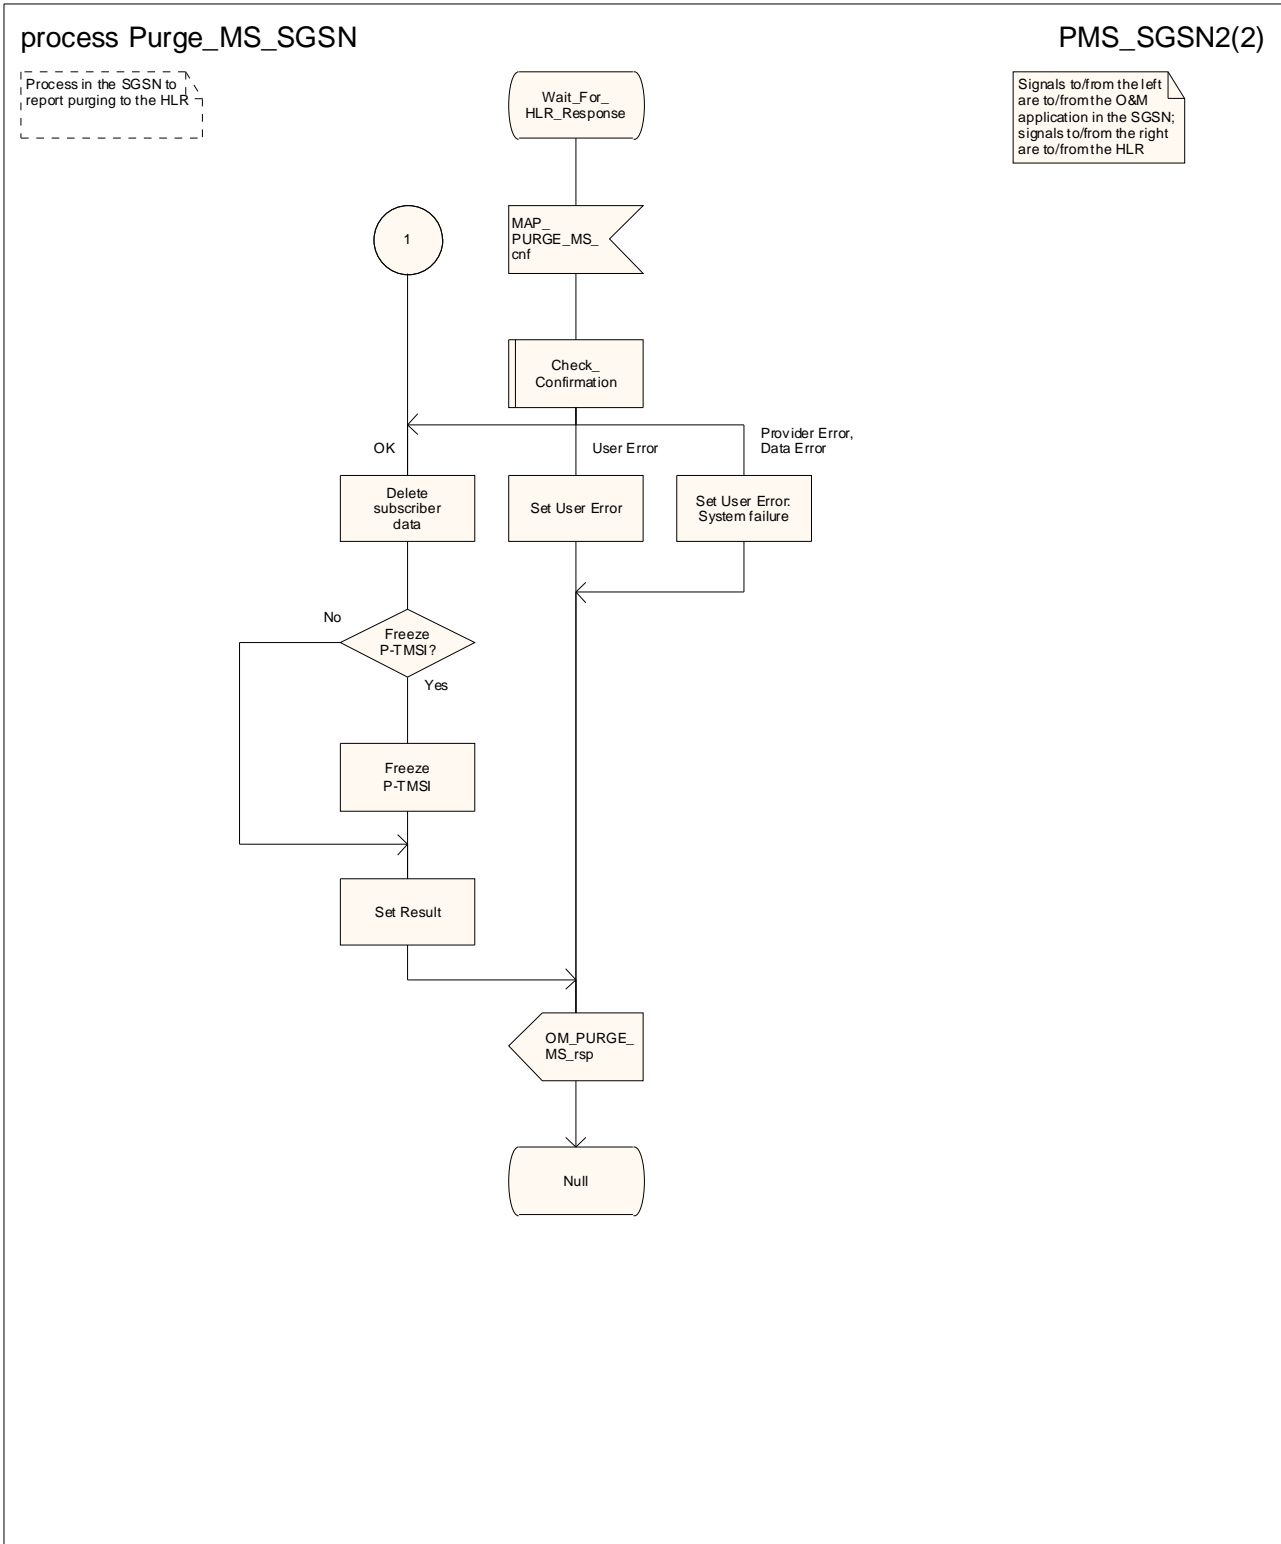 process Purge_MS_SGSN
PMS_SGSN2(2)
Process in the SGSN to
report purging to the HLR
Wait_For_
HLR_Response
Signals to/from the left
are to/from the O&M
application in the SGSN;
signals to/from the right
are to/from the HLR
1
MAP_
PURGE_MS_
cnf
Check_
Confirmation
OK
User Error
Provider Error,
Data Error
Delete
subscriber
data
Set User Error
Set User Error:
System failure
No
Freeze
P-TMSI?
Yes
Freeze
P-TMSI
Set Result
OM_PURGE_
MS_rsp
Null